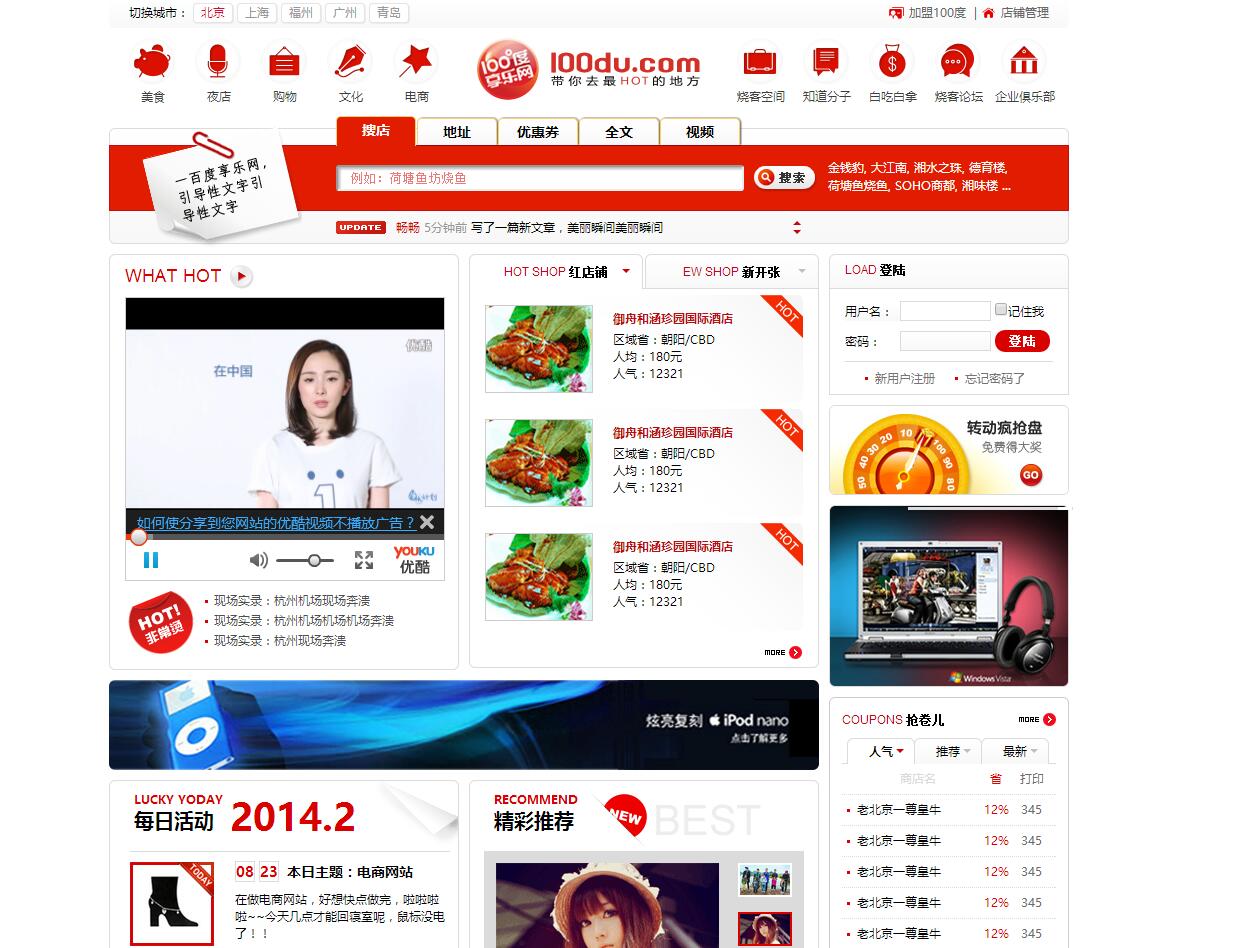 切换城市： 北京 上海 福州 广州 青岛
加盟100度 | 店铺管理
美食 夜店 购物 文化 电商
100度享乐网
100du.com
带你去最HOT的地方
烧客空间 知道分子 白吃白拿 烧客论坛 企业俱乐部
搜店 地址 优惠券 全文 视频
一百度享乐网，
引导性文字引
导性文字
例如：荷塘鱼坊烧鱼
搜索
金钱豹, 大江南, 湘水之珠, 德育楼,
荷塘鱼烧鱼, SOHO商都, 湘味楼 ...
UPDATE 畅畅 5分钟前 写了一篇新文章，美丽瞬间美丽瞬间
WHAT HOT
优酷
在中国
如何使分享到您网站的优酷视频不播放广告？
YOUKU
优酷
HOT!
非常烫
现场实录：杭州机场现场奔溃
现场实录：杭州机场机场机场奔溃
现场实录：杭州现场奔溃
HOT SHOP 红店铺
EW SHOP 新开张
御舟和涵珍园国际酒店
区域省：朝阳/CBD
人均：180元
人气：12321
HOT
御舟和涵珍园国际酒店
区域省：朝阳/CBD
人均：180元
人气：12321
HOT
御舟和涵珍园国际酒店
区域省：朝阳/CBD
人均：180元
人气：12321
HOT
MORE
LOAD 登陆
用户名： 记住我
密码： 登陆
新用户注册 忘记密码了
转动疯抢盘
免费得大奖
GO
50 40 30 20 10 100 90 80
Windows Vista
炫亮复刻 iPod nano
点击了解更多
COUPONS 抢卷儿 MORE
人气 推荐 最新
商店名 省 打印
老北京一尊皇牛 12% 345
老北京一尊皇牛 12% 345
老北京一尊皇牛 12% 345
老北京一尊皇牛 12% 345
老北京一尊皇牛 12% 345
LUCKY YODAY
每日活动 2014.2
TODAY
08 23 本日主题：电商网站
在做电商网站，好想快点做完，啦啦啦
啦~~今天几点才能回寝室呢，鼠标没电
了！！
RECOMMEND
精彩推荐
NEW
BEST